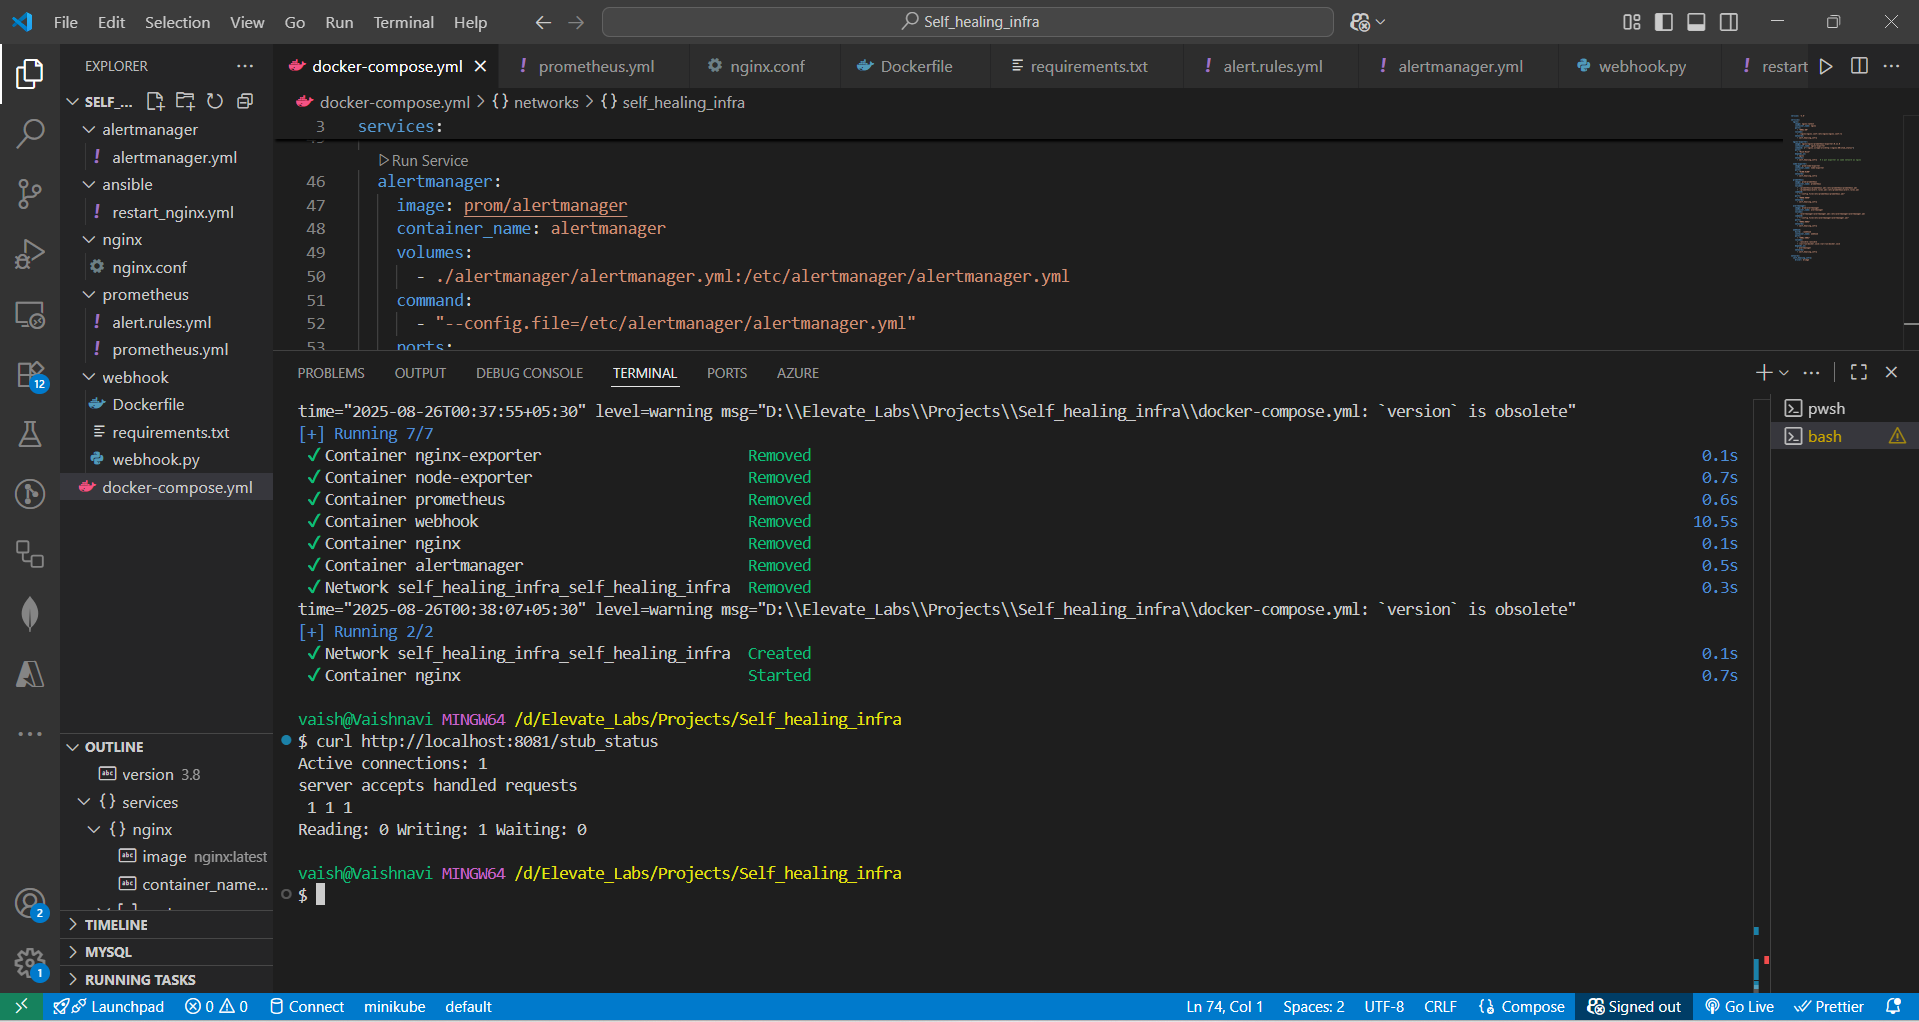 File Edit Selection View Go Run Terminal Help
Self_healing_infra
EXPLORER
SELF_...
alertmanager
! alertmanager.yml
ansible
! restart_nginx.yml
nginx
nginx.conf
prometheus
! alert.rules.yml
! prometheus.yml
webhook
Dockerfile
requirements.txt
webhook.py
docker-compose.yml
12
2
1
OUTLINE
version 3.8
{} services
{} nginx
image nginx:latest
container_name...
TIMELINE
MYSQL
RUNNING TASKS
docker-compose.yml
! prometheus.yml
nginx.conf
Dockerfile
requirements.txt
! alert.rules.yml
! alertmanager.yml
webhook.py
! restart
docker-compose.yml > {} networks > {} self_healing_infra
3 services:
Run Service
46 alertmanager:
47 image: prom/alertmanager
48 container_name: alertmanager
49 volumes:
50 - ./alertmanager/alertmanager.yml:/etc/alertmanager/alertmanager.yml
51 command:
52 - "--config.file=/etc/alertmanager/alertmanager.yml"
53 ports:
PROBLEMS OUTPUT DEBUG CONSOLE TERMINAL PORTS AZURE
time="2025-08-26T00:37:55+05:30" level=warning msg="D:\\Elevate_Labs\\Projects\\Self_healing_infra\\docker-compose.yml: `version` is obsolete"
[+] Running 7/7
✓ Container nginx-exporter Removed 0.1s
✓ Container node-exporter Removed 0.7s
✓ Container prometheus Removed 0.6s
✓ Container webhook Removed 10.5s
✓ Container nginx Removed 0.1s
✓ Container alertmanager Removed 0.5s
✓ Network self_healing_infra_self_healing_infra Removed 0.3s
time="2025-08-26T00:38:07+05:30" level=warning msg="D:\\Elevate_Labs\\Projects\\Self_healing_infra\\docker-compose.yml: `version` is obsolete"
[+] Running 2/2
✓ Network self_healing_infra_self_healing_infra Created 0.1s
✓ Container nginx Started 0.7s
vaish@Vaishnavi MINGW64 /d/Elevate_Labs/Projects/Self_healing_infra
$ curl http://localhost:8081/stub_status
Active connections: 1
server accepts handled requests
1 1 1
Reading: 0 Writing: 1 Waiting: 0
vaish@Vaishnavi MINGW64 /d/Elevate_Labs/Projects/Self_healing_infra
$
pwsh
bash
Launchpad 0 0 Connect minikube default
Ln 74, Col 1 Spaces: 2 UTF-8 CRLF {} Compose Signed out Go Live Prettier